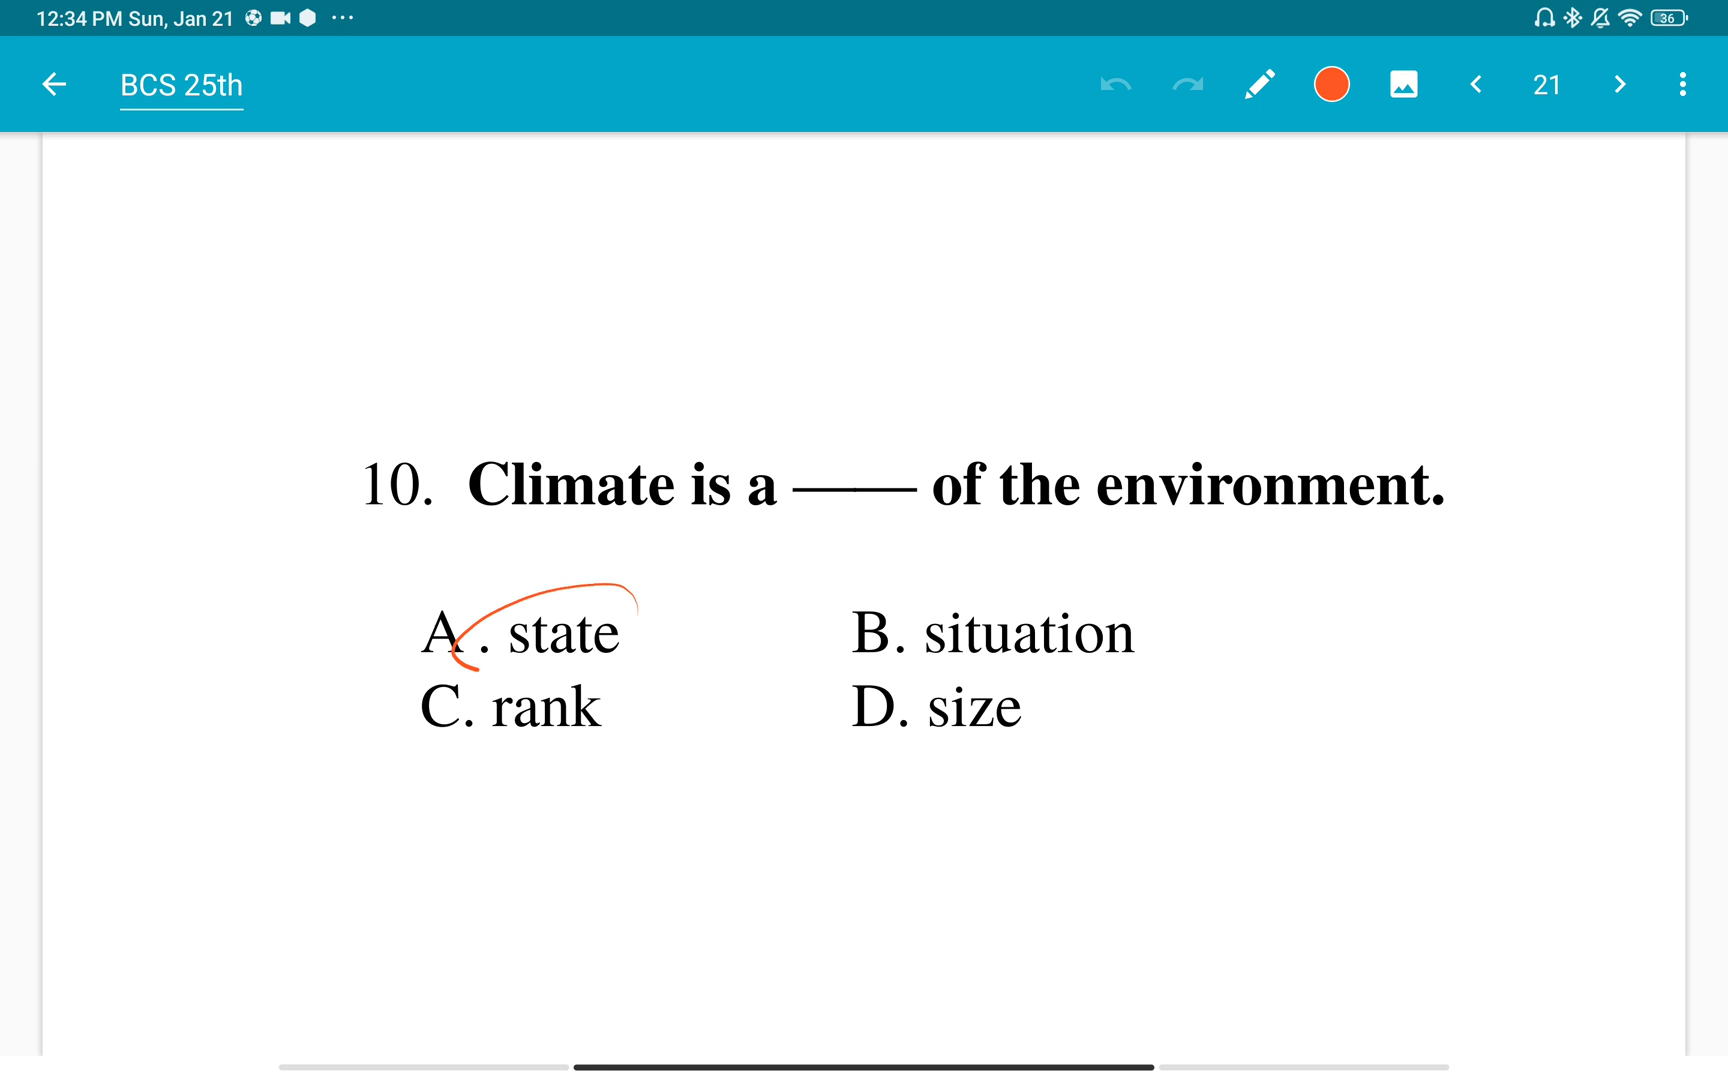 12:34 PM Sun, Jan 21
36
BCS 25th
21
10. Climate is a —— of the environment.
A . state
B. situation
C. rank
D. size